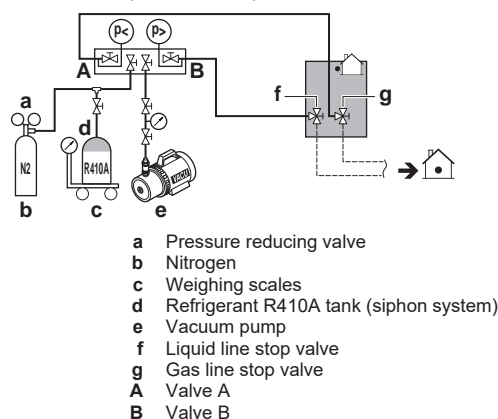 p< p>
A B
f g
a
d
N2 R410A VACU
b c e
a Pressure reducing valve
b Nitrogen
c Weighing scales
d Refrigerant R410A tank (siphon system)
e Vacuum pump
f Liquid line stop valve
g Gas line stop valve
A Valve A
B Valve B